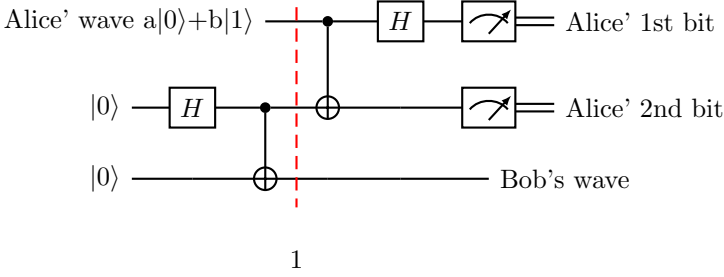 Alice' wave a|0⟩+b|1⟩ H Alice' 1st bit
|0⟩ H Alice' 2nd bit
|0⟩ Bob's wave
1